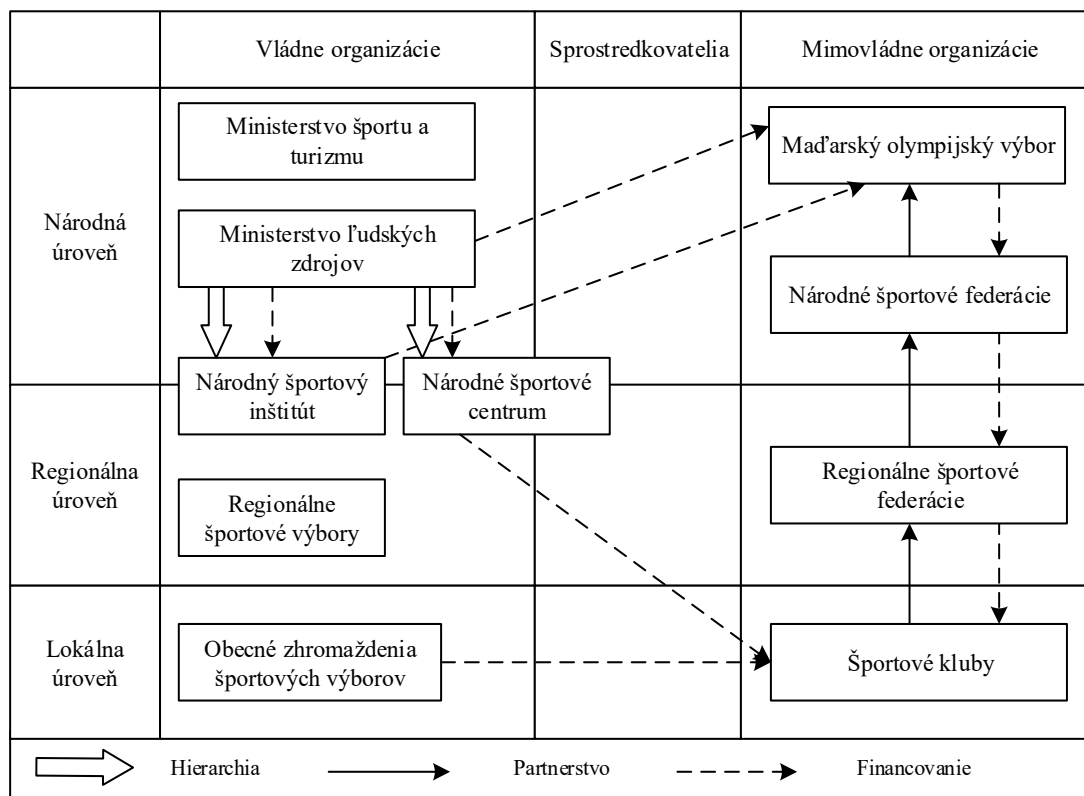 Vládne organizácie
Sprostredkovatelia
Mimovládne organizácie
Národná
úroveň
Ministerstvo športu a
turizmu
Ministerstvo ľudských
zdrojov
Národný športový
inštitút
Národné športové
centrum
Maďarský olympijský výbor
Národné športové federácie
Regionálna
úroveň
Regionálne
športové výbory
Regionálne športové
federácie
Lokálna
úroveň
Obecné zhromaždenia
športových výborov
Športové kluby
Hierarchia
Partnerstvo
Financovanie